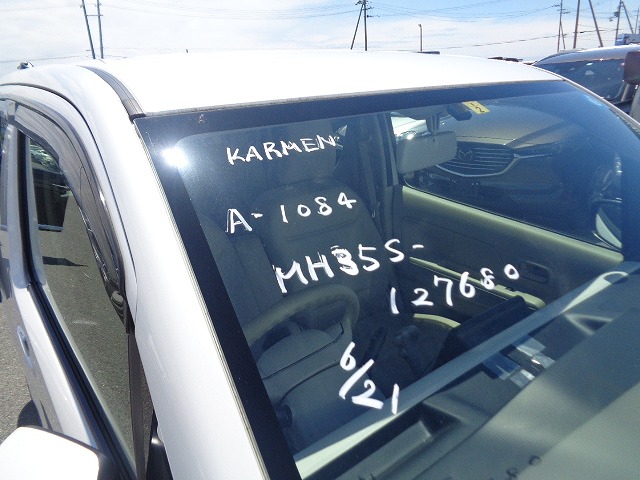 KARMEN
A-1084
MH35S-
127680
6/21